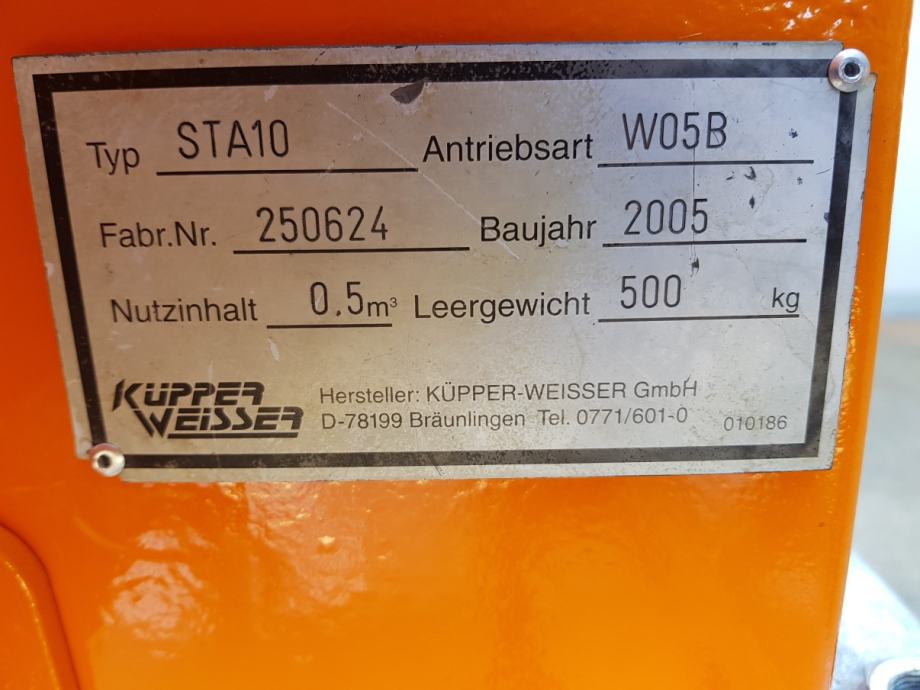 Typ STA10 Antriebsart W05B
Fabr.Nr. 250624 Baujahr 2005
Nutzinhalt 0.5m³ Leergewicht 500 kg
KÜPPER
WEISSER
Hersteller: KÜPPER-WEISSER GmbH
D-78199 Bräunlingen Tel. 0771/601-0 010186